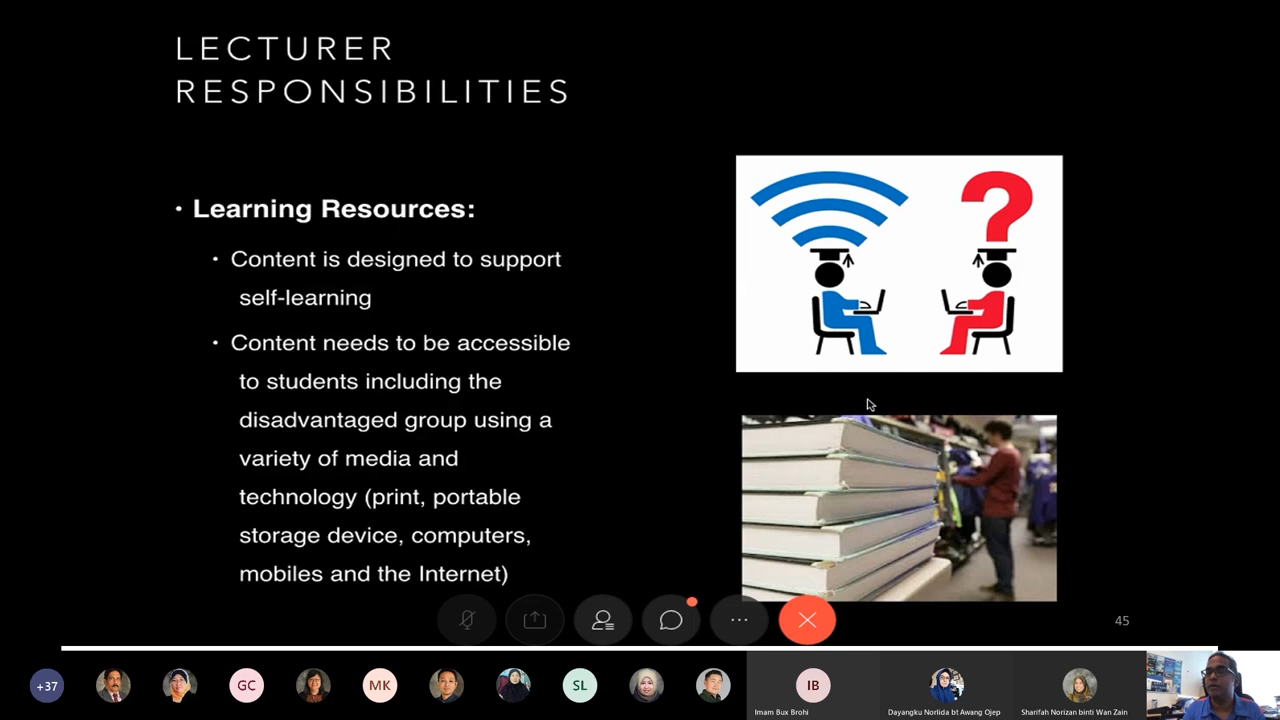 LECTURER
RESPONSIBILITIES
• Learning Resources:
• Content is designed to support
self-learning
• Content needs to be accessible
to students including the
disadvantaged group using a
variety of media and
technology (print, portable
storage device, computers,
mobiles and the Internet)
?
45
+37
GC
MK
SL
IB
Imam Bux Brohi
Dayangku Norlida bt Awang Ojep
Sharifah Norizan binti Wan Zain